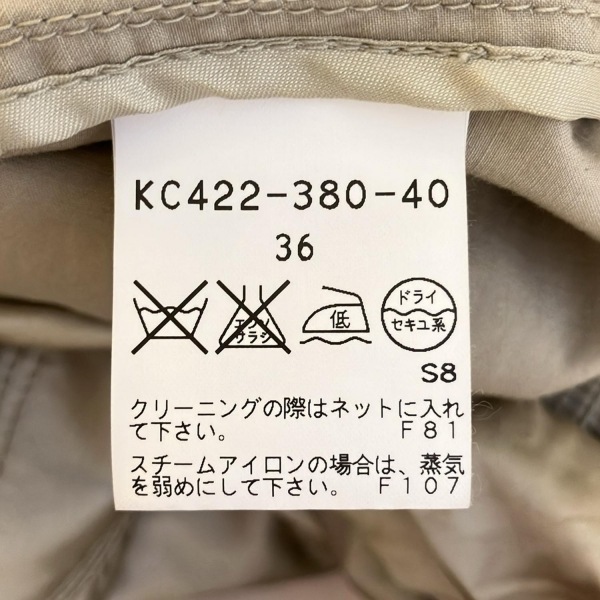 KC422-380-40
36
エンソ
サラシ
低
ドライ
セキユ系
S8
クリーニングの際はネットに入れ
て下さい。 F81
スチームアイロンの場合は、蒸気
を弱めにして下さい。 F107